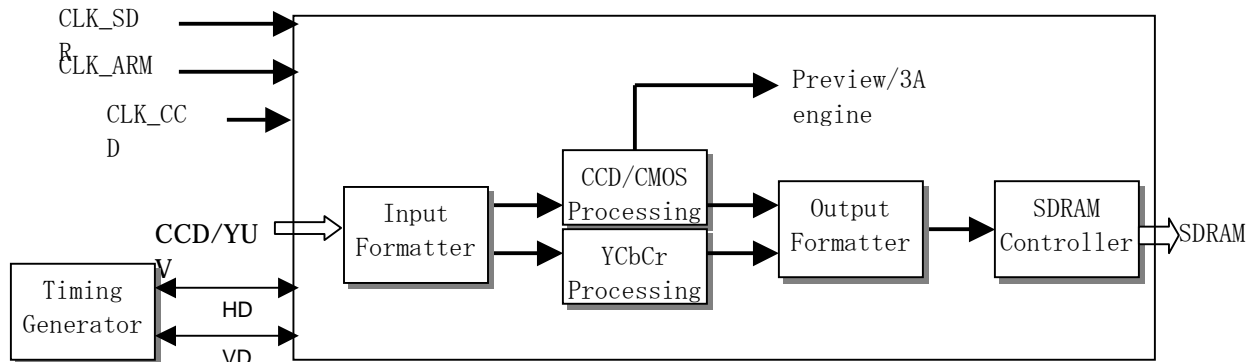 CLK_SD
R
CLK_ARM
CLK_CC
D
Preview/3A
engine
CCD/CMOS
Processing
Input
Formatter
Output
Formatter
SDRAM
Controller
SDRAM
CCD/YU
V
YCbCr
Processing
Timing
Generator
HD
VD